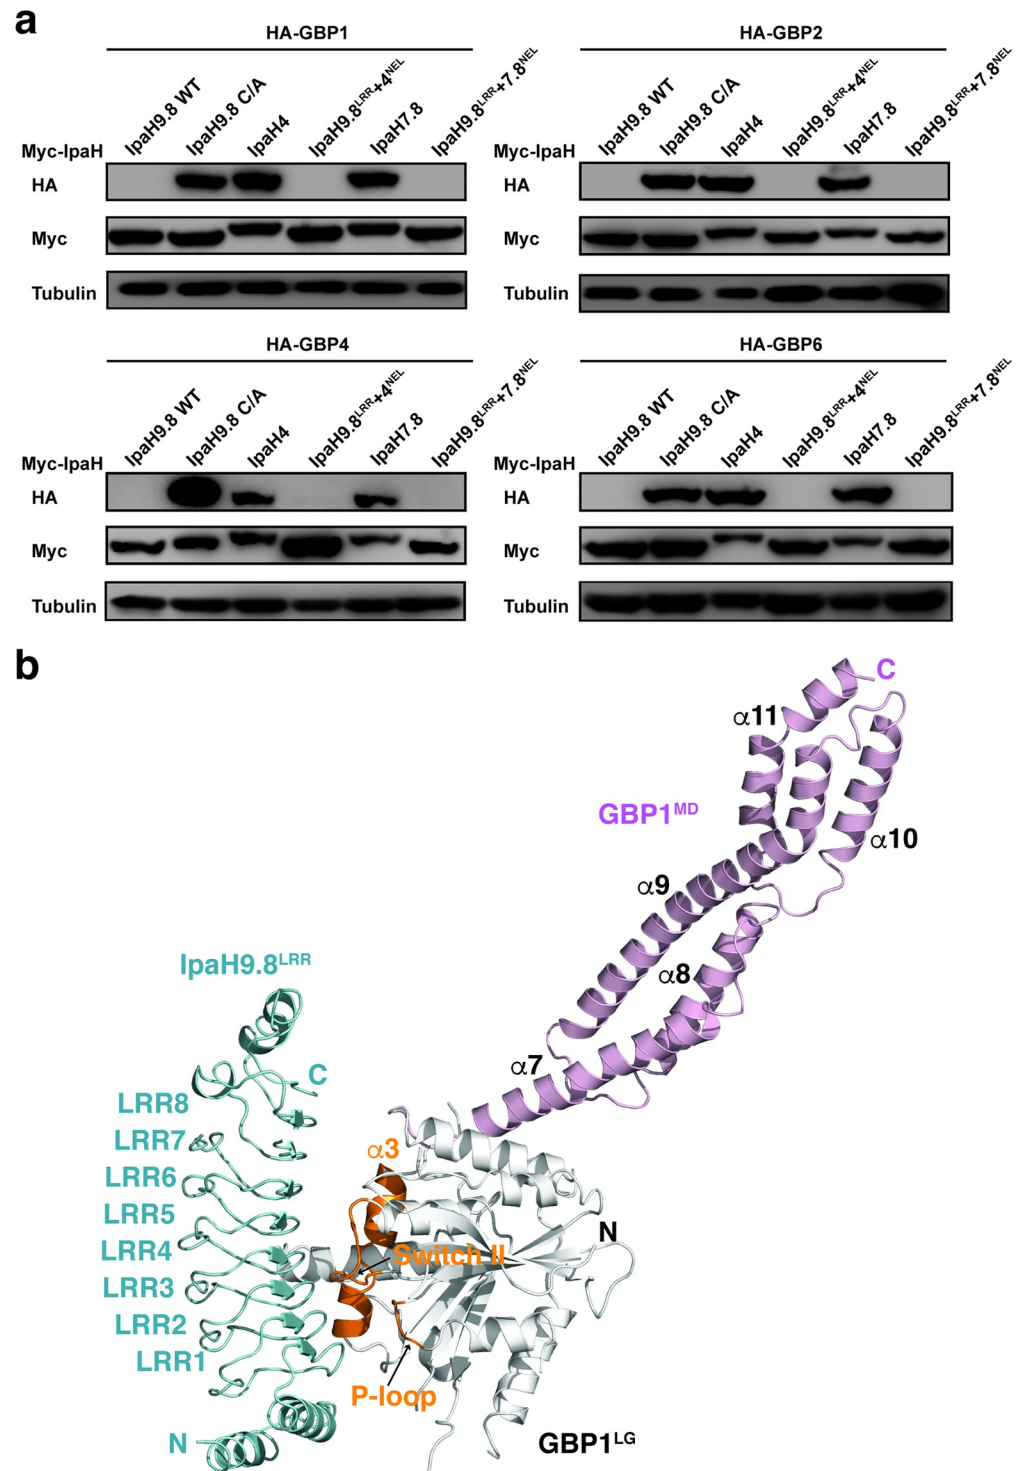 a
HA-GBP1
IpaH9.8 WT
IpaH9.8 C/A
IpaH4
IpaH9.8LRR+4NEL
IpaH7.8
IpaH9.8LRR+7.8NEL
Myc-IpaH
HA
Myc
Tubulin
HA-GBP2
IpaH9.8 WT
IpaH9.8 C/A
IpaH4
IpaH9.8LRR+4NEL
IpaH7.8
IpaH9.8LRR+7.8NEL
Myc-IpaH
HA
Myc
Tubulin
HA-GBP4
IpaH9.8 WT
IpaH9.8 C/A
IpaH4
IpaH9.8LRR+4NEL
IpaH7.8
IpaH9.8LRR+7.8NEL
Myc-IpaH
HA
Myc
Tubulin
HA-GBP6
IpaH9.8 WT
IpaH9.8 C/A
IpaH4
IpaH9.8LRR+4NEL
IpaH7.8
IpaH9.8LRR+7.8NEL
Myc-IpaH
HA
Myc
Tubulin
b
C
α11
GBP1MD
α10
α9
α8
IpaH9.8LRR
α7
C
LRR8
LRR7
α3
LRR6
LRR5
N
LRR4
Switch II
LRR3
LRR2
LRR1
P-loop
N
GBP1LG